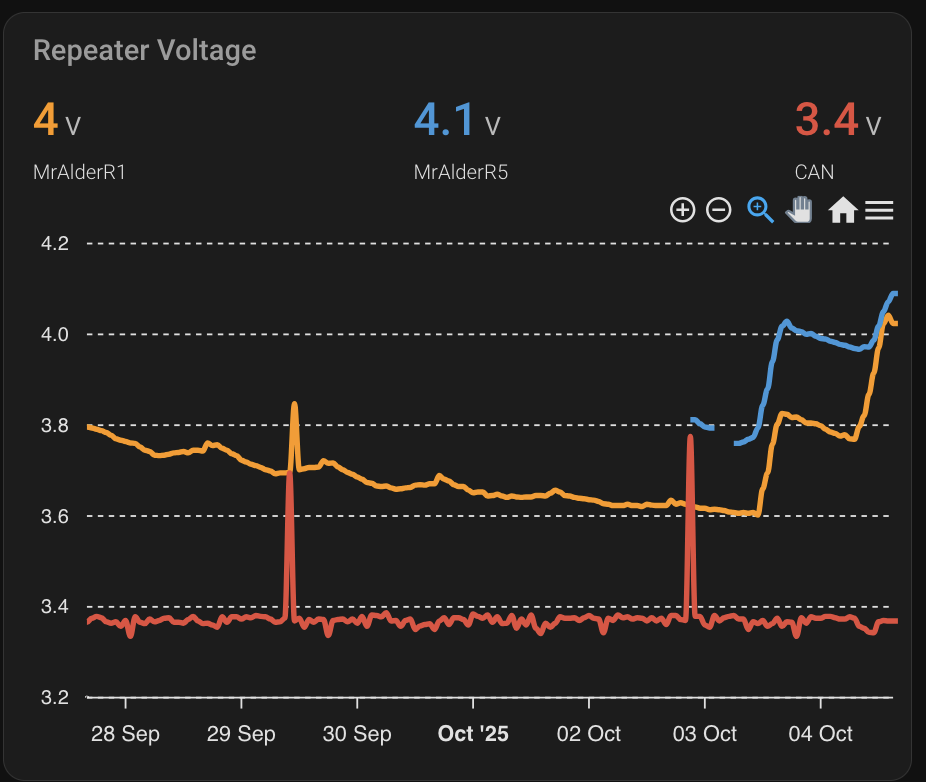 Repeater Voltage
4 V
MrAlderR1
4.1 V
MrAlderR5
3.4 V
CAN
4.2
4.0
3.8
3.6
3.4
3.2
28 Sep
29 Sep
30 Sep
Oct '25
02 Oct
03 Oct
04 Oct